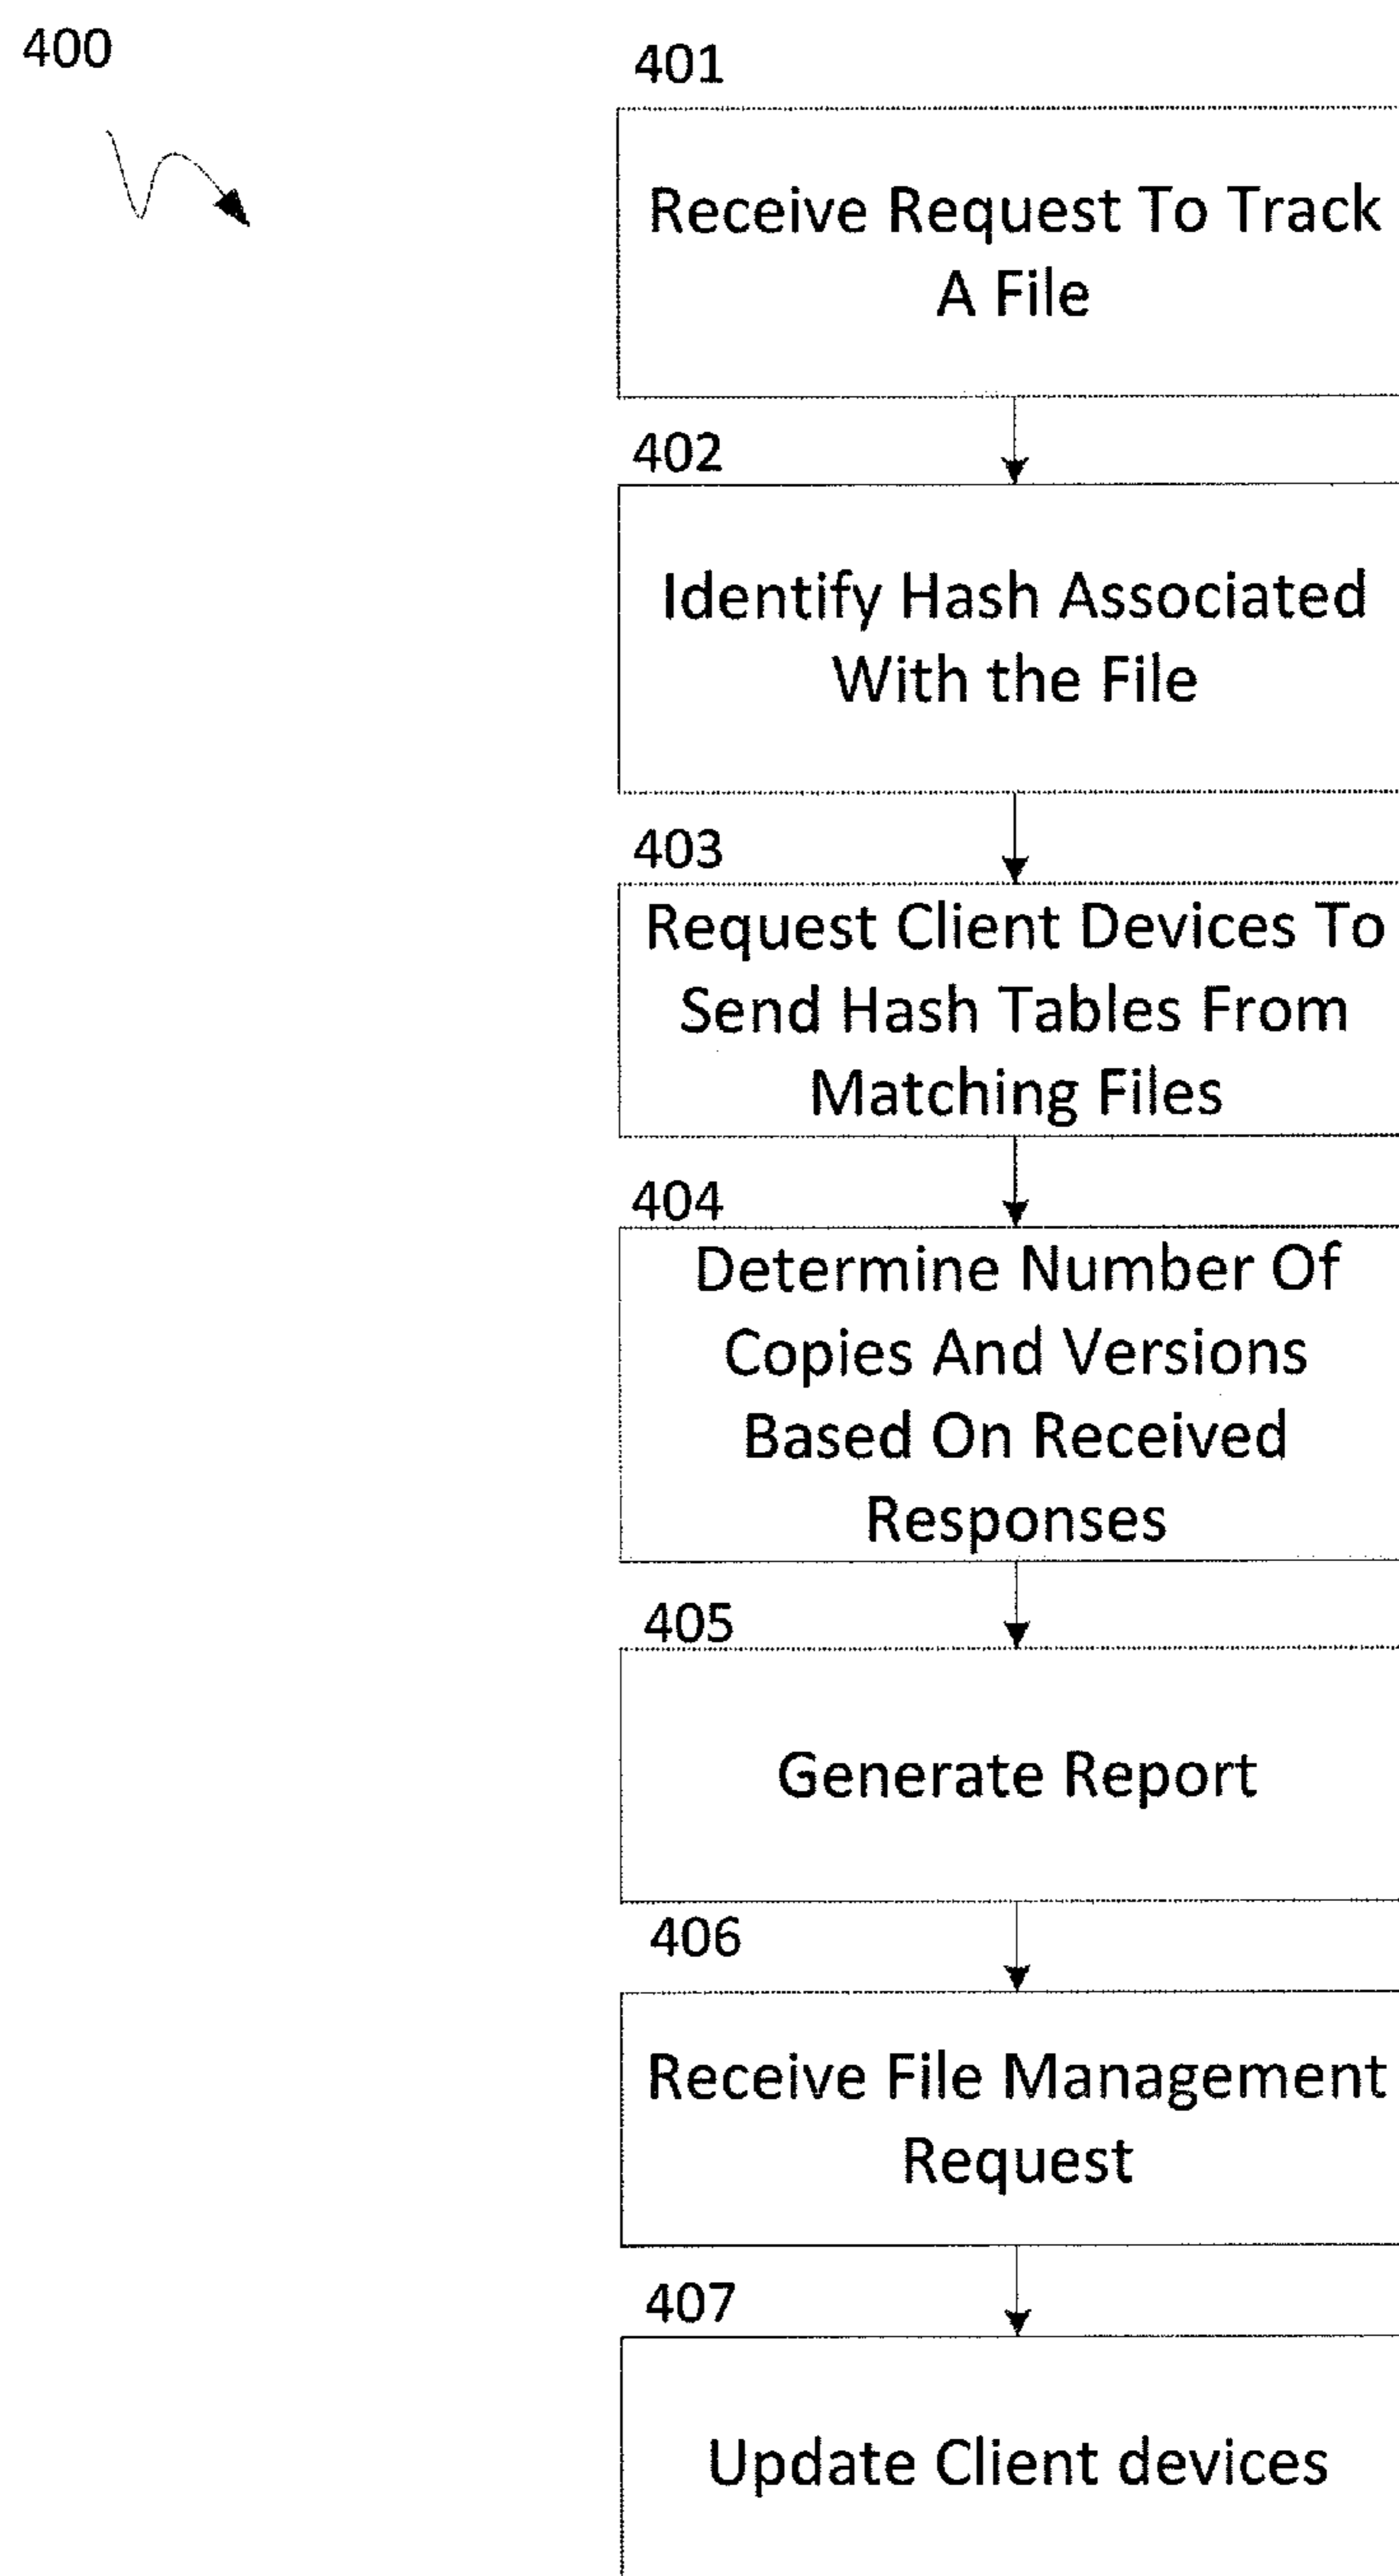 400
401
Receive Request To Track
A File
402
Identify Hash Associated
With the File
403
Request Client Devices To
Send Hash Tables From
Matching Files
404
Determine Number Of
Copies And Versions
Based On Received
Responses
405
Generate Report
406
Receive File Management
Request
407
Update Client devices